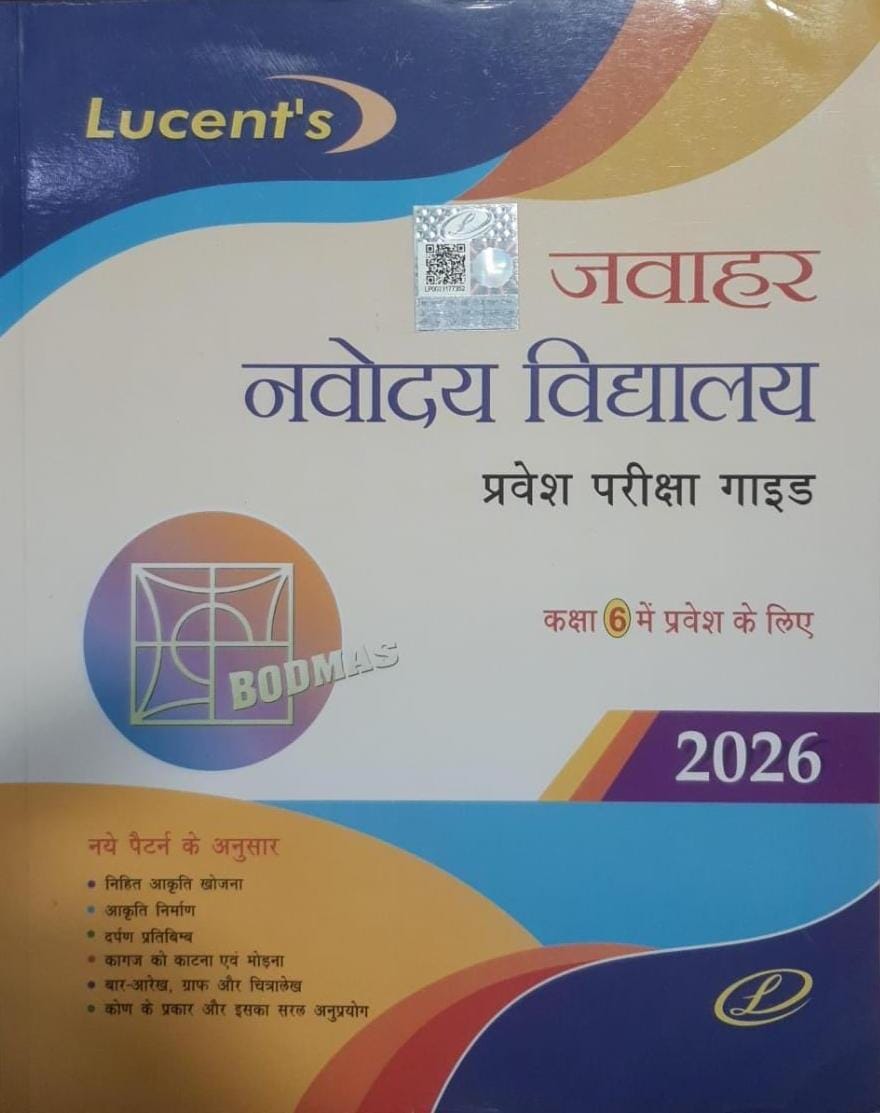 Lucent's
LP0011177352
जवाहर
नवोदय विद्यालय
प्रवेश परीक्षा गाइड
कक्षा 6 में प्रवेश के लिए
BODMAS
2026
नये पैटर्न के अनुसार
• निहित आकृति खोजना
• आकृति निर्माण
• दर्पण प्रतिबिम्ब
• कागज को काटना एवं मोड़ना
• बार-आरेख, ग्राफ और चित्रालेख
• कोण के प्रकार और इसका सरल अनुप्रयोग
L